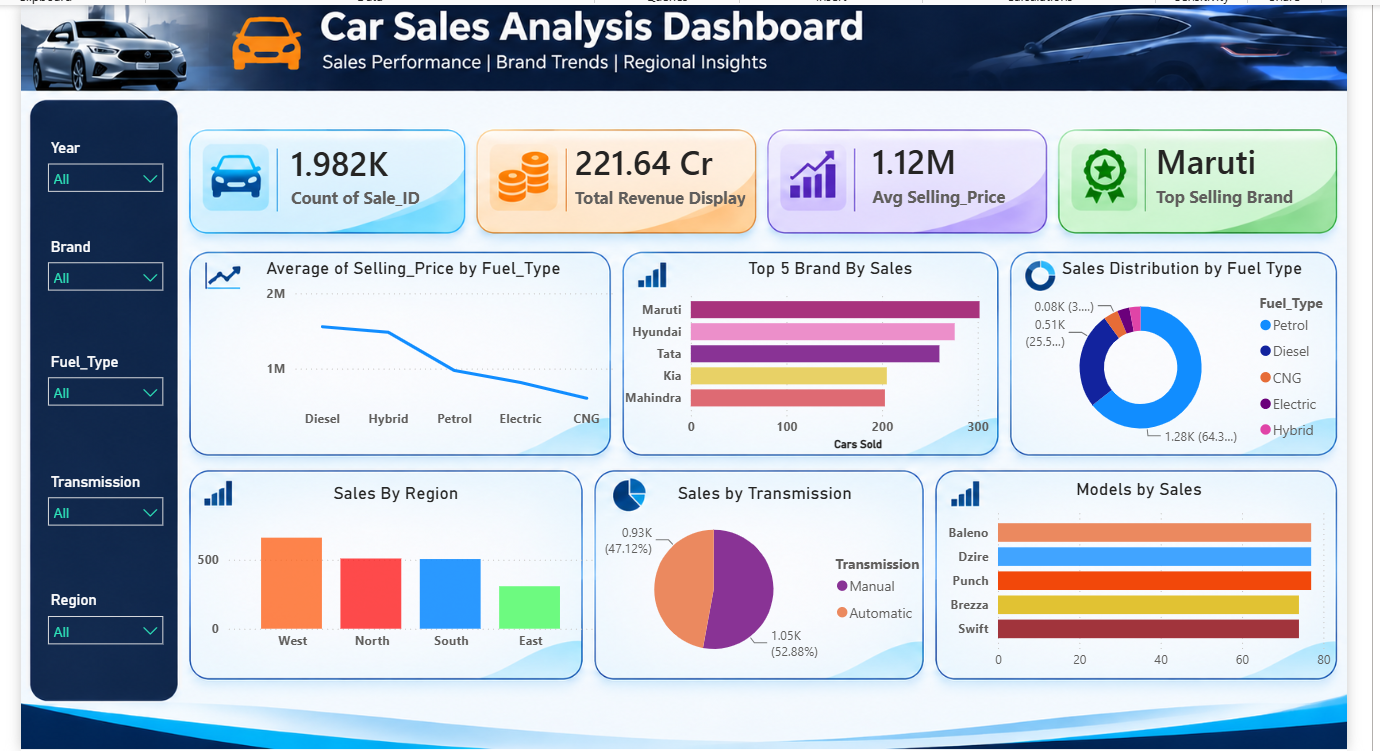 Car Sales Analysis Dashboard
Sales Performance | Brand Trends | Regional Insights
Year
All
Brand
All
Fuel_Type
All
Transmission
All
Region
All
1.982K
Count of Sale_ID
221.64 Cr
Total Revenue Display
1.12M
Avg Selling_Price
Maruti
Top Selling Brand
Average of Selling_Price by Fuel_Type
2M
1M
Diesel Hybrid Petrol Electric CNG
Top 5 Brand By Sales
Maruti
Hyundai
Tata
Kia
Mahindra
0 100 200 300
Cars Sold
Sales Distribution by Fuel Type
0.08K (3....)
0.51K
(25.5...)
1.28K (64.3...)
Fuel_Type
Petrol
Diesel
CNG
Electric
Hybrid
Sales By Region
500
0
West North South East
Sales by Transmission
0.93K
(47.12%)
1.05K
(52.88%)
Transmission
Manual
Automatic
Models by Sales
Baleno
Dzire
Punch
Brezza
Swift
0 20 40 60 80